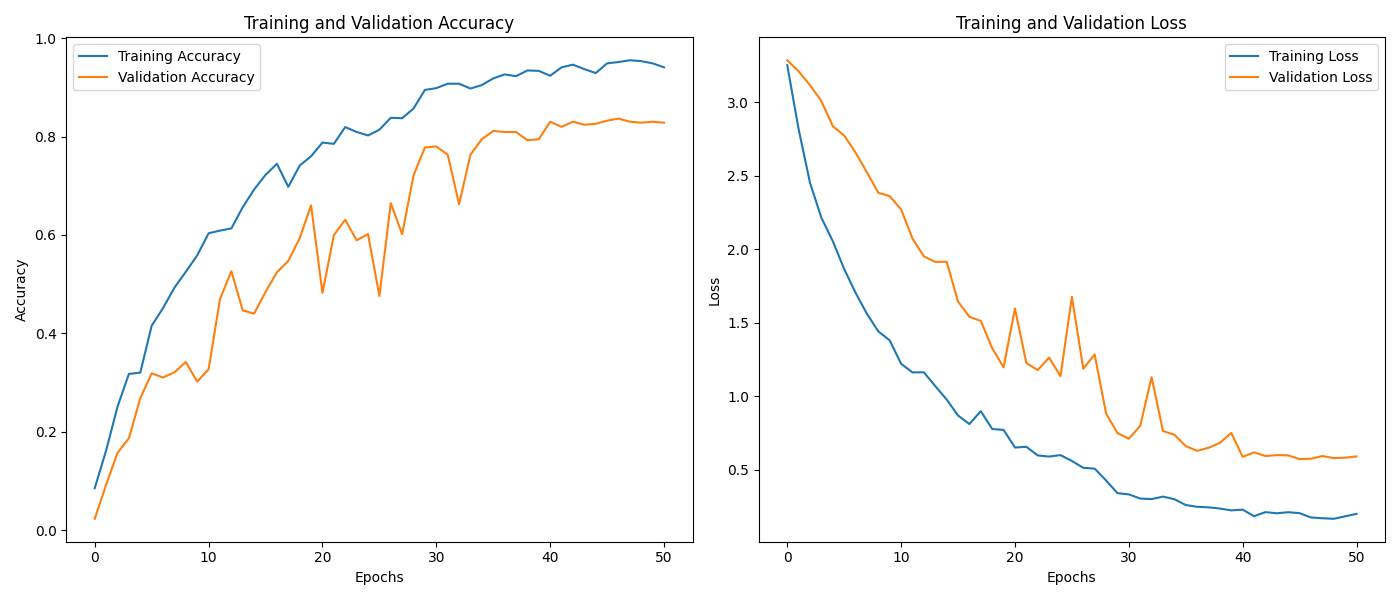 Training and Validation Accuracy
Training Accuracy
Validation Accuracy
1.0
0.8
0.6
0.4
0.2
0.0
Accuracy
0 10 20 30 40 50
Epochs
Training and Validation Loss
Training Loss
Validation Loss
3.0
2.5
2.0
1.5
1.0
0.5
Loss
0 10 20 30 40 50
Epochs